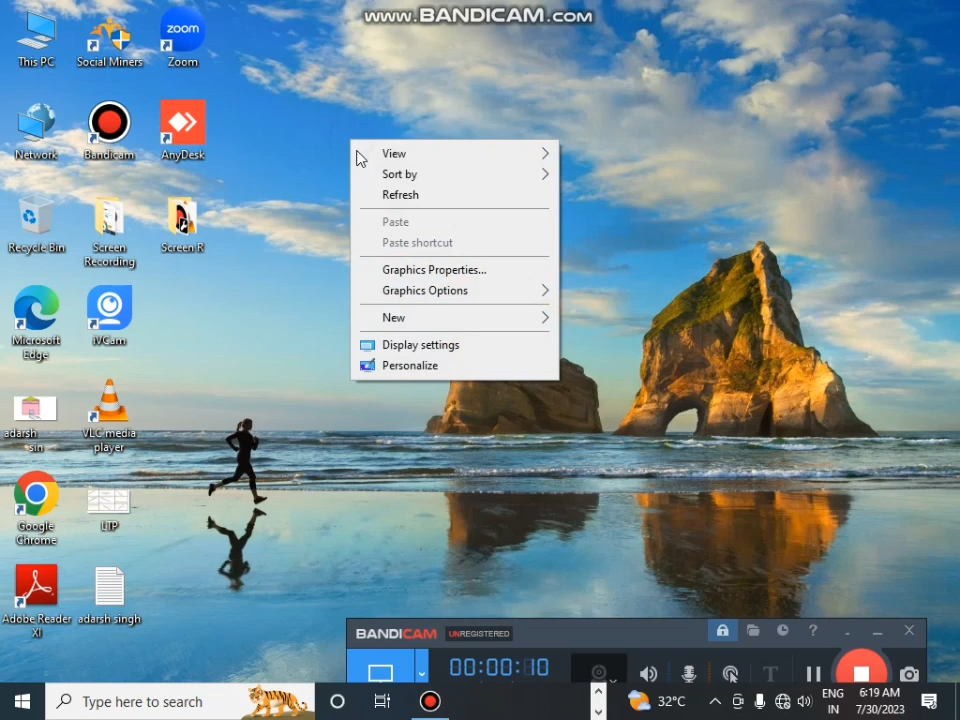 www.BANDICAM.com
This PC
Social Miners
zoom
Zoom
Network
Bandicam
AnyDesk
Recycle Bin
Screen
Recording
Screen R
Microsoft
Edge
iVCam
adarsh
sin
VLC media
player
Google
Chrome
LTP
Adobe Reader
XI
adarsh singh
View
Sort by
Refresh
Paste
Paste shortcut
Graphics Properties...
Graphics Options
New
Display settings
Personalize
BANDICAM UNREGISTERED
00:00:10
Type here to search
32°C
ENG
IN
6:19 AM
7/30/2023